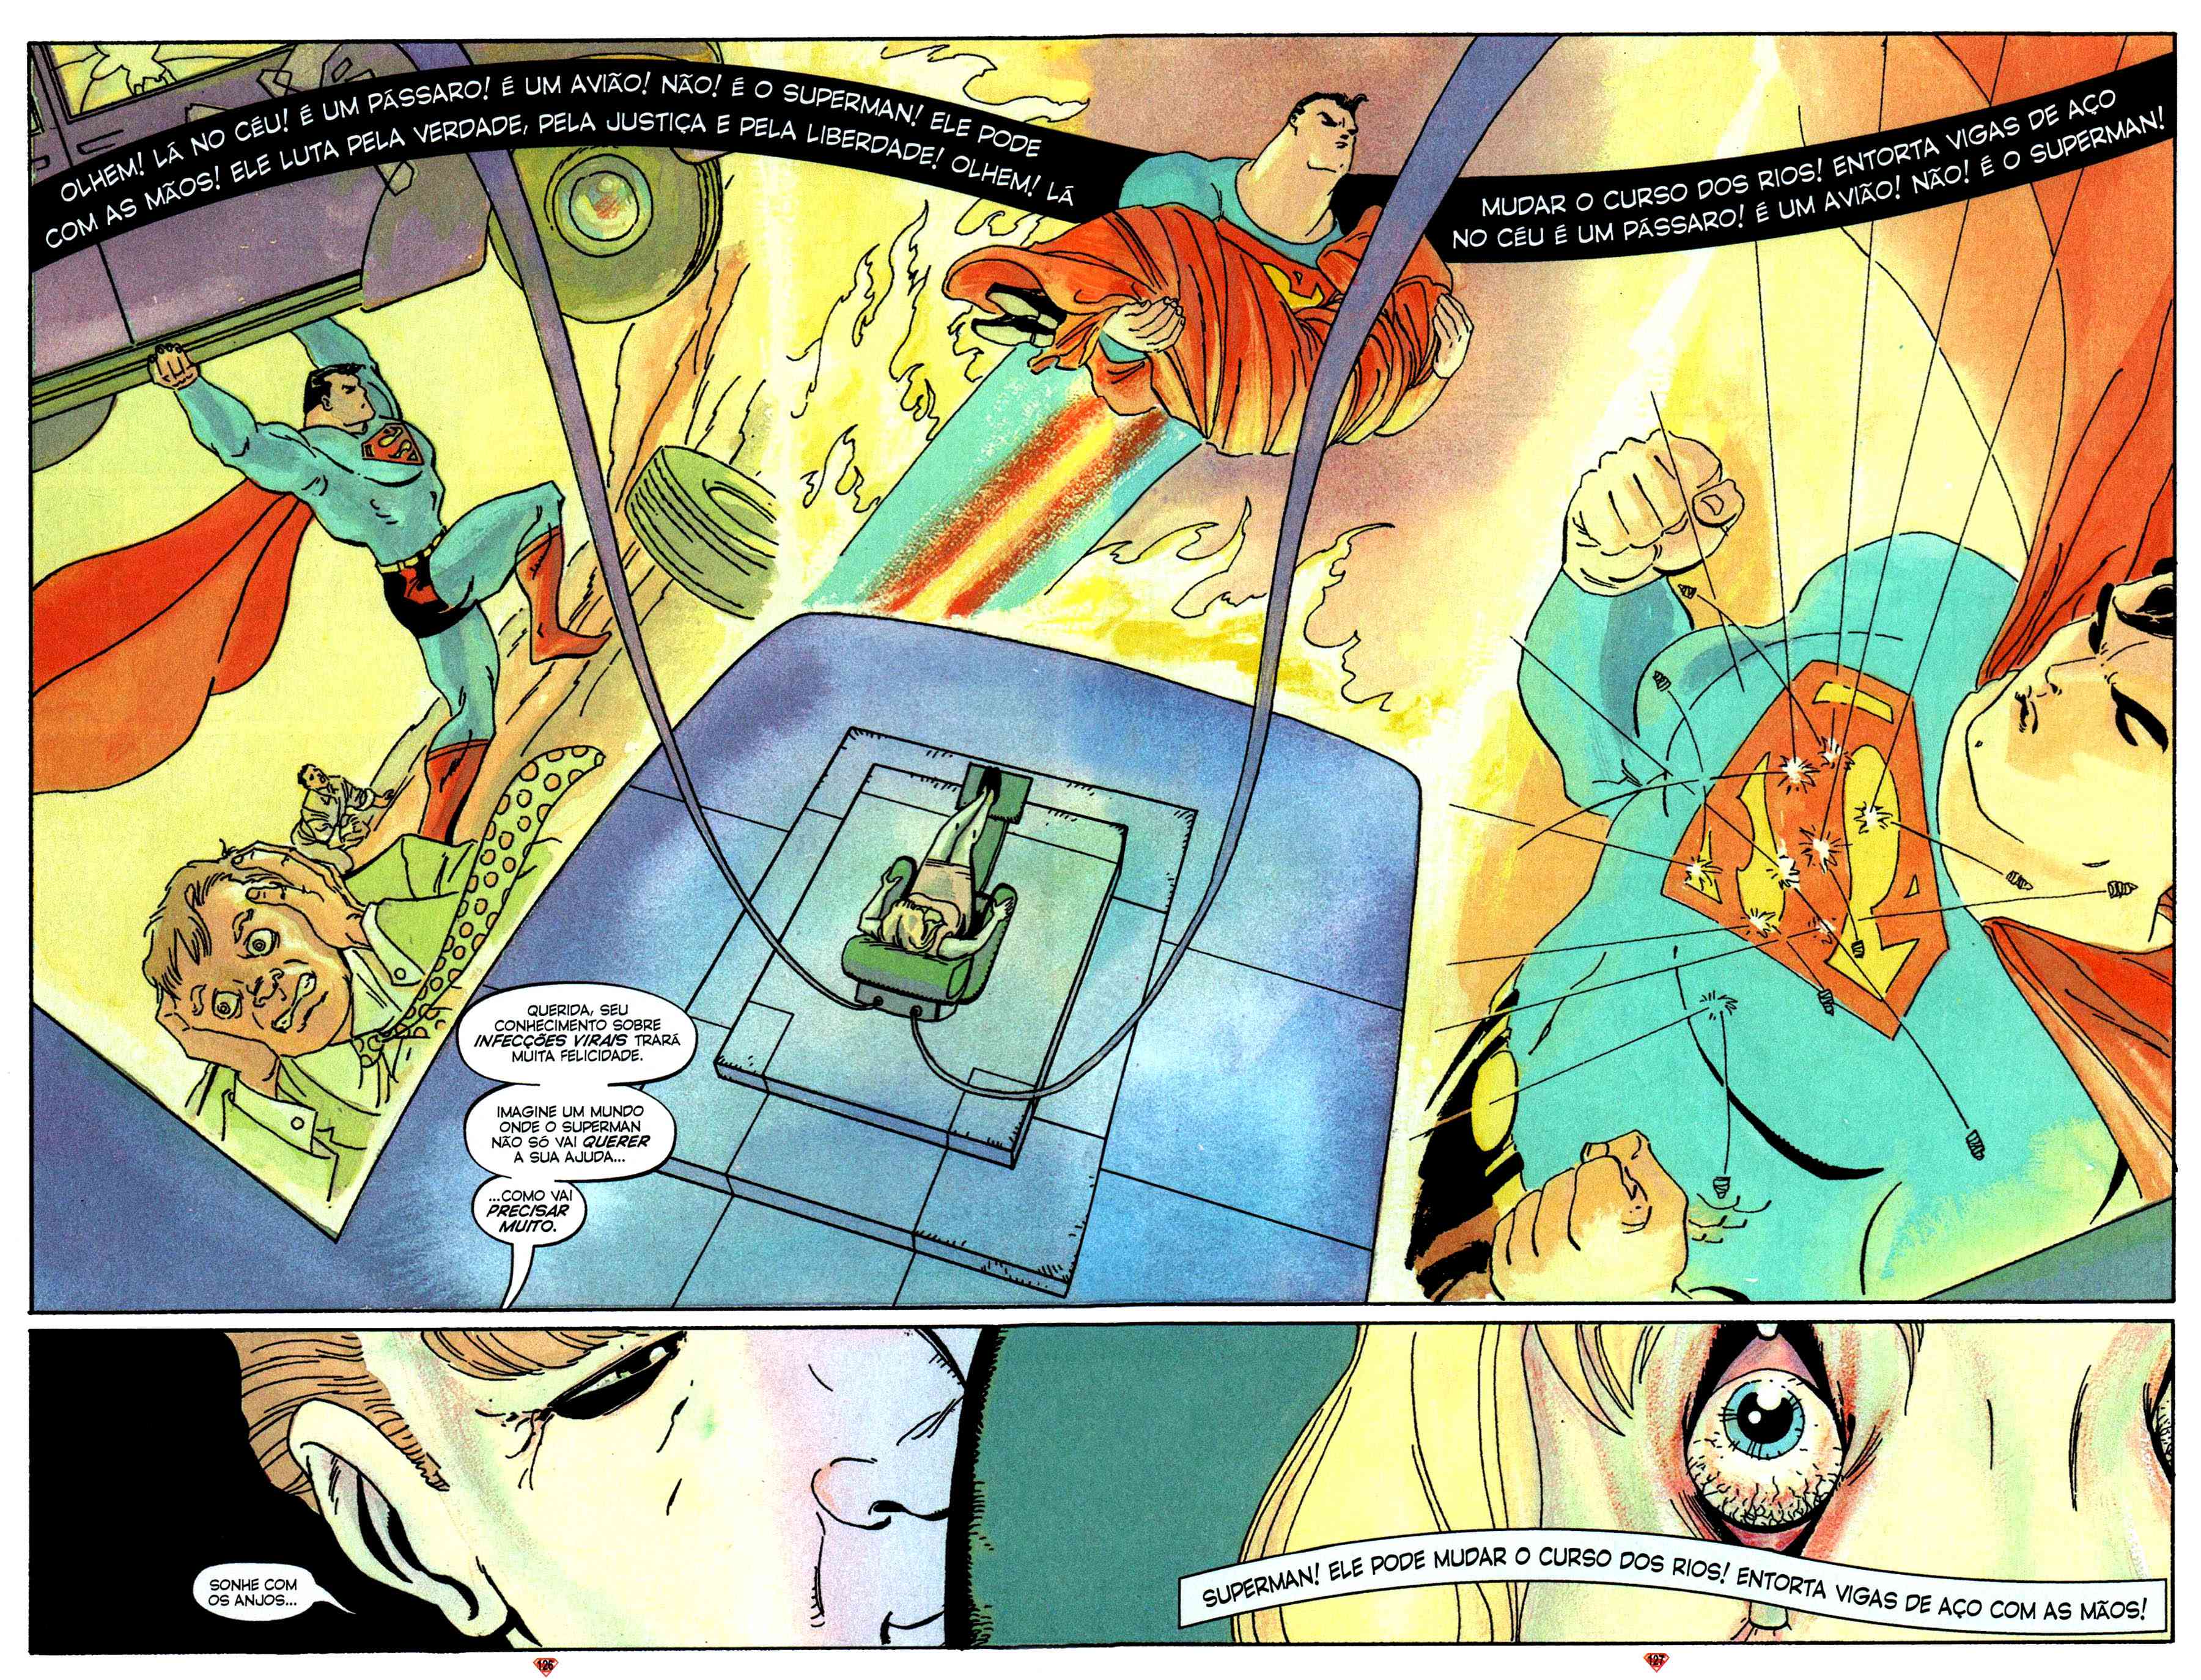 OLHEM! LÁ NO CÉU! É UM PÁSSARO! É UM AVIÃO! NÃO! É O SUPERMAN! ELE PODE
MUDAR O CURSO DOS RIOS! ENTORTA VIGAS DE AÇO
COM AS MÃOS! ELE LUTA PELA VERDADE, PELA JUSTIÇA E PELA LIBERDADE! OLHEM! LÁ
NO CÉU É UM PÁSSARO! É UM AVIÃO! NÃO! É O SUPERMAN!
QUERIDA, SEU
CONHECIMENTO SOBRE
INFECÇÕES VIRAIS TRARÁ
MUITA FELICIDADE.
IMAGINE UM MUNDO
ONDE O SUPERMAN
NÃO SÓ VAI QUERER
A SUA AJUDA...
...COMO VAI
PRECISAR
MUITO.
SONHE COM
OS ANJOS...
SUPERMAN! ELE PODE MUDAR O CURSO DOS RIOS! ENTORTA VIGAS DE AÇO COM AS MÃOS!
126
127